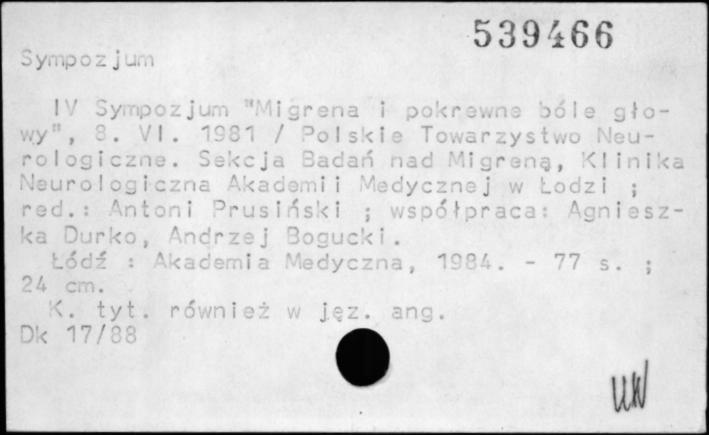 539466
Sympozjum
IV Sympozjum "Migrena i pokrewne bóle gło-
wy", 8. VI. 1981 / Polskie Towarzystwo Neu-
rologiczne. Sekcja Badań nad Migreną, Klinika
Neurologiczna Akademii Medycznej w Łodzi ;
red.: Antoni Prusiński ; współpraca: Agniesz-
ka Durko, Andrzej Bogucki.
Łódź : Akademia Medyczna, 1984. - 77 s. ;
24 cm.
K. tyt. również w jęz. ang.
Dk 17/88